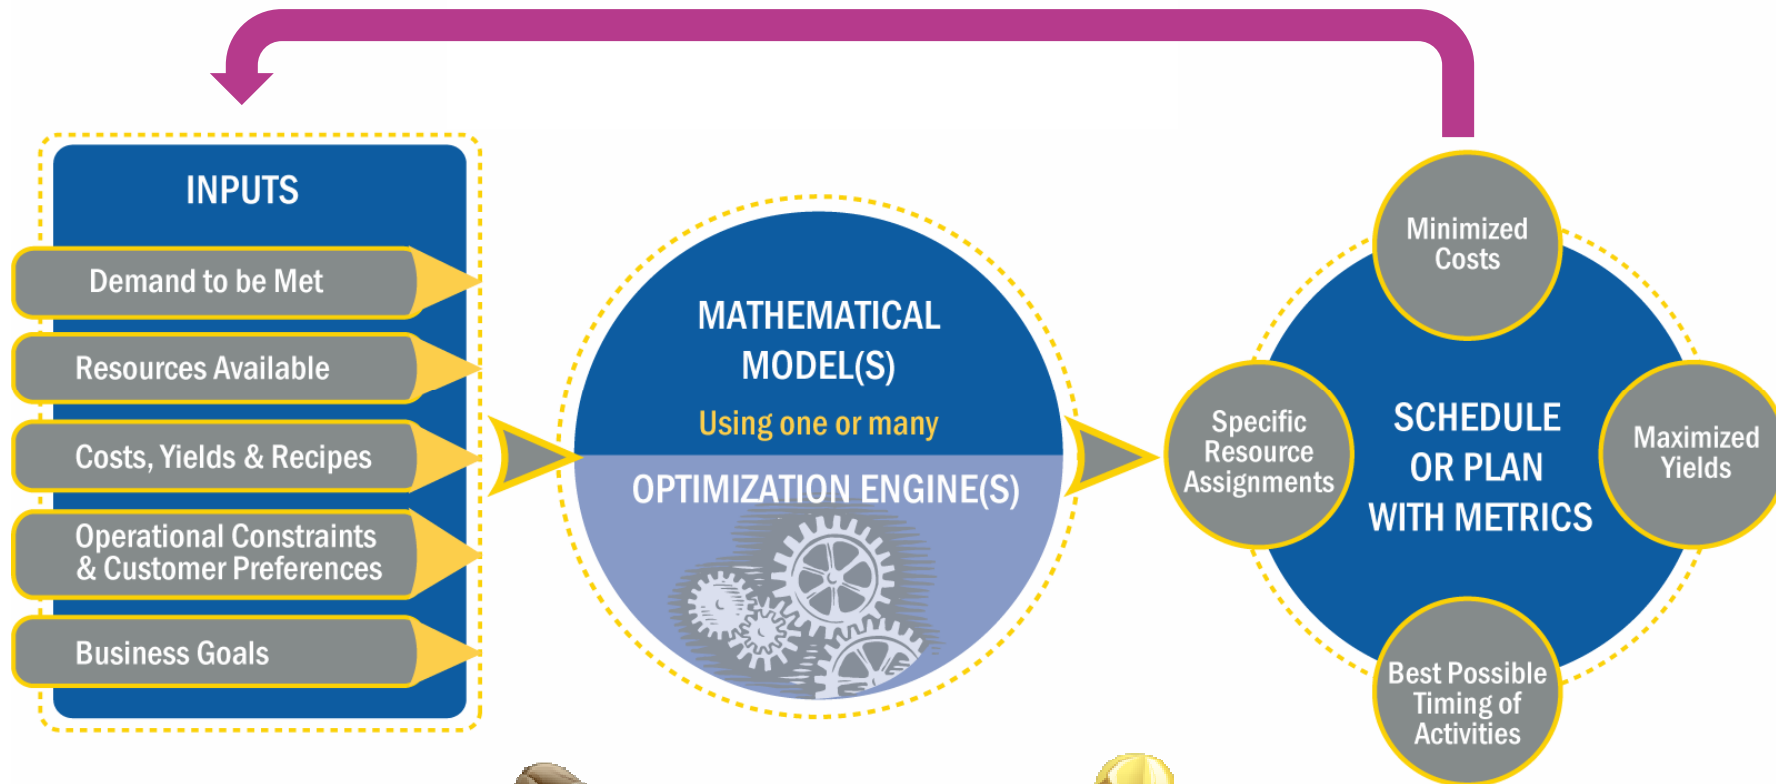 INPUTS
Demand to be Met
Resources Available
Costs, Yields & Recipes
Operational Constraints
& Customer Preferences
Business Goals
MATHEMATICAL
MODEL(S)
Using one or many
OPTIMIZATION ENGINE(S)
Minimized
Costs
Specific
Resource
Assignments
SCHEDULE
OR PLAN
WITH METRICS
Maximized
Yields
Best Possible
Timing of
Activities